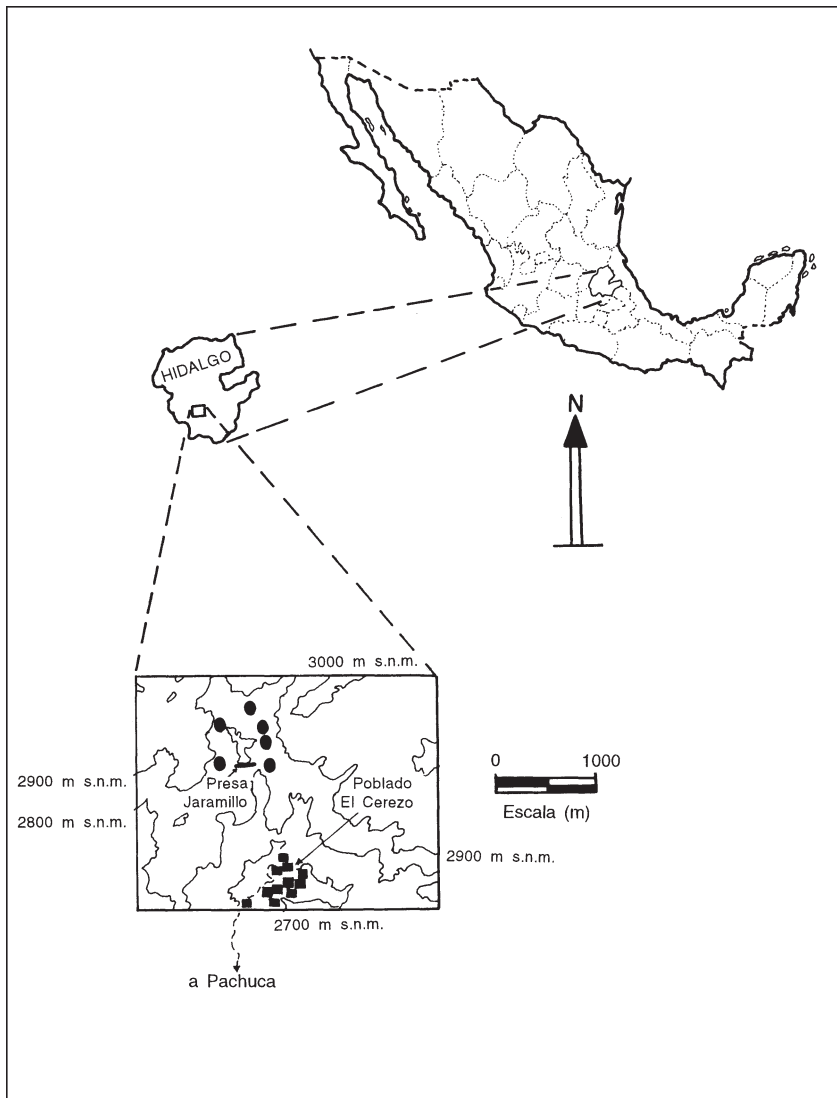 HIDALGO
N
3000 m s.n.m.
2900 m s.n.m.
2800 m s.n.m.
Presa
Jaramillo
Poblado
El Cerezo
0 1000
Escala (m)
2900 m s.n.m.
2700 m s.n.m.
a Pachuca